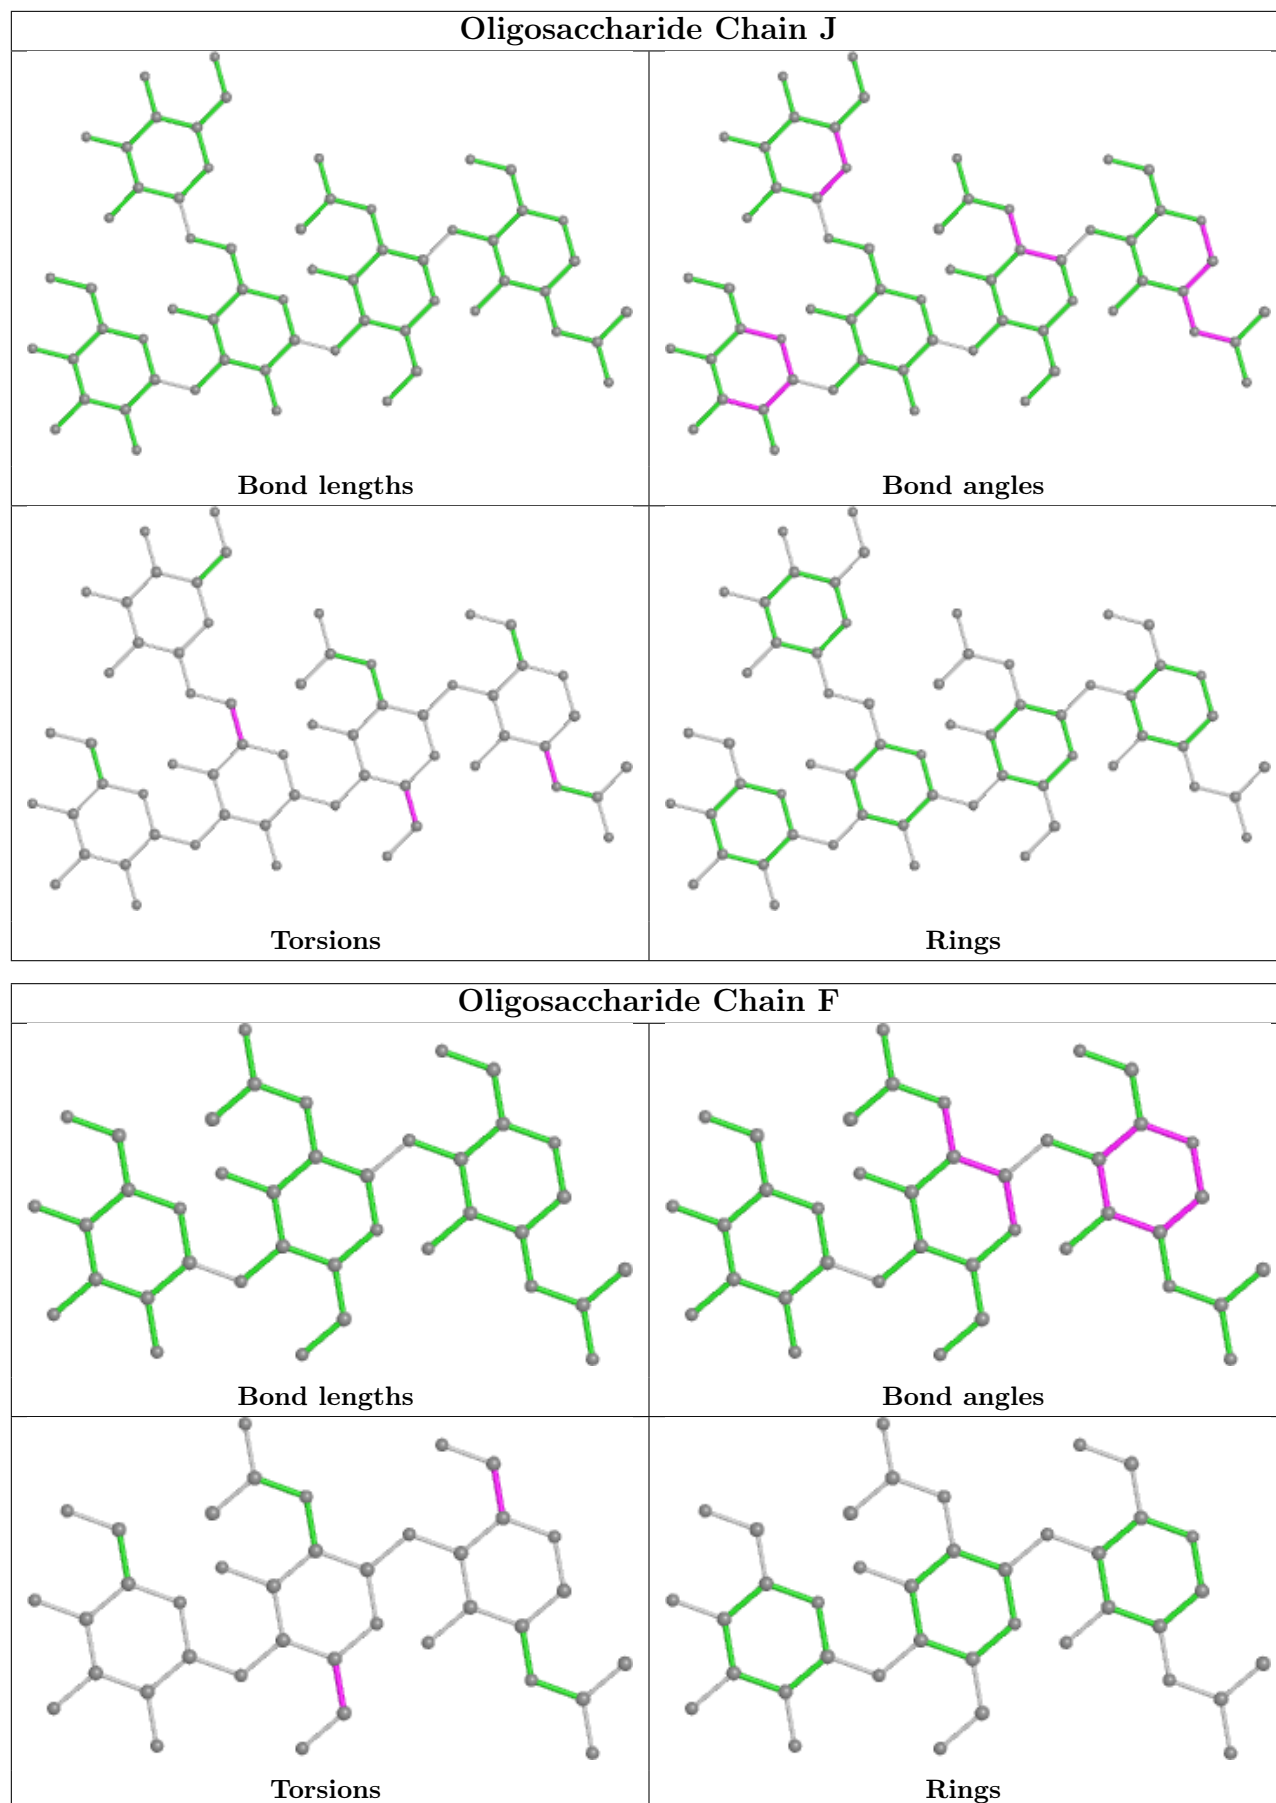 Oligosaccharide Chain J
Bond lengths
Bond angles
Torsions
Rings
Oligosaccharide Chain F
Bond lengths
Bond angles
Torsions
Rings